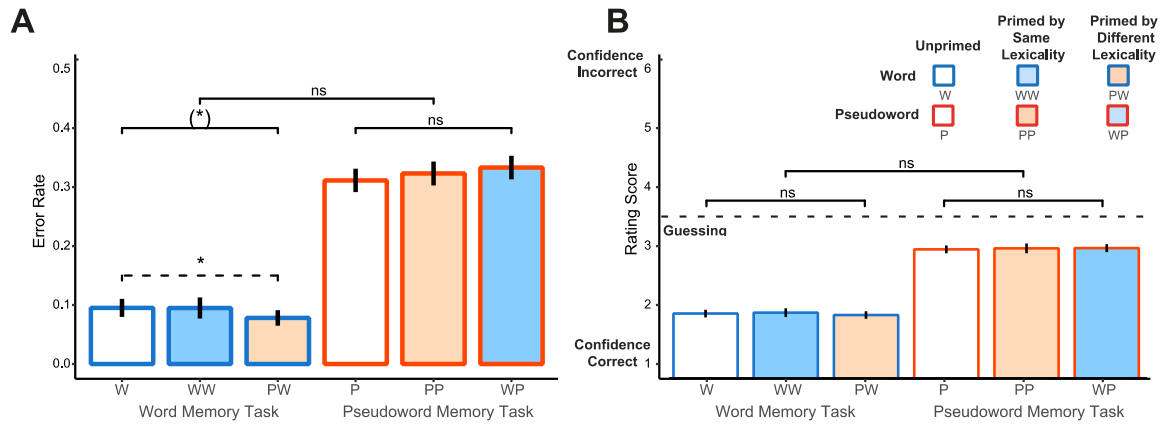 A
Error Rate
0.5
0.4
0.3
0.2
0.1
0.0
ns
(*)
ns
*
W WW PW P PP WP
Word Memory Task Pseudoword Memory Task
B
Rating Score
Confidence
Incorrect
6
5
4
3
2
1
Confidence
Correct
Unprimed
Primed by
Same
Lexicality
Primed by
Different
Lexicality
Word
W WW PW
Pseudoword
P PP WP
ns
ns ns
Guessing
W WW PW P PP WP
Word Memory Task Pseudoword Memory Task